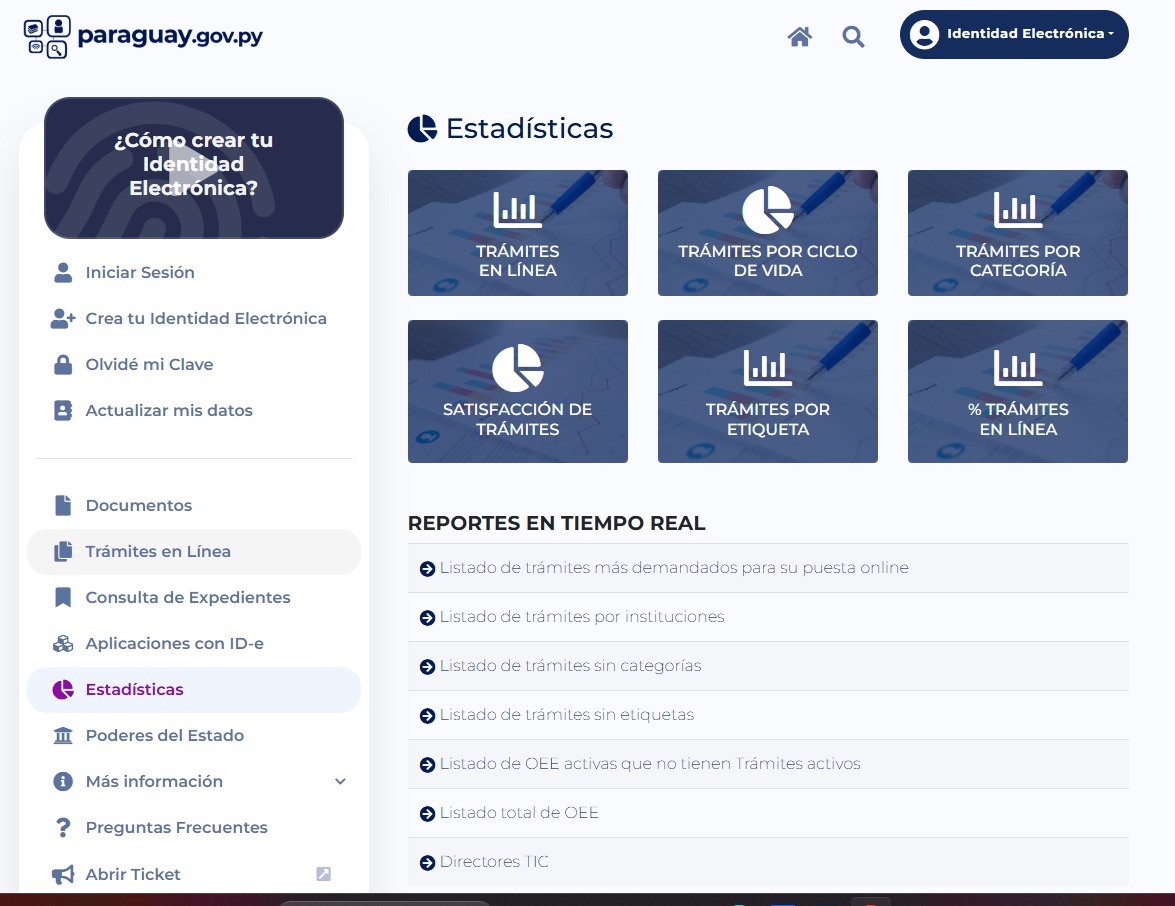 paraguay.gov.py
Identidad Electrónica
¿Cómo crear tu
Identidad
Electrónica?
Iniciar Sesión
Crea tu Identidad Electrónica
Olvidé mi Clave
Actualizar mis datos
Documentos
Trámites en Línea
Consulta de Expedientes
Aplicaciones con ID-e
Estadísticas
Poderes del Estado
Más información
Preguntas Frecuentes
Abrir Ticket
Estadísticas
TRÁMITES
EN LÍNEA
TRÁMITES POR CICLO
DE VIDA
TRÁMITES POR
CATEGORÍA
SATISFACCIÓN DE
TRÁMITES
TRÁMITES POR
ETIQUETA
% TRÁMITES
EN LÍNEA
REPORTES EN TIEMPO REAL
Listado de trámites más demandados para su puesta online
Listado de trámites por instituciones
Listado de trámites sin categorías
Listado de trámites sin etiquetas
Listado de OEE activas que no tienen Trámites activos
Listado total de OEE
Directores TIC